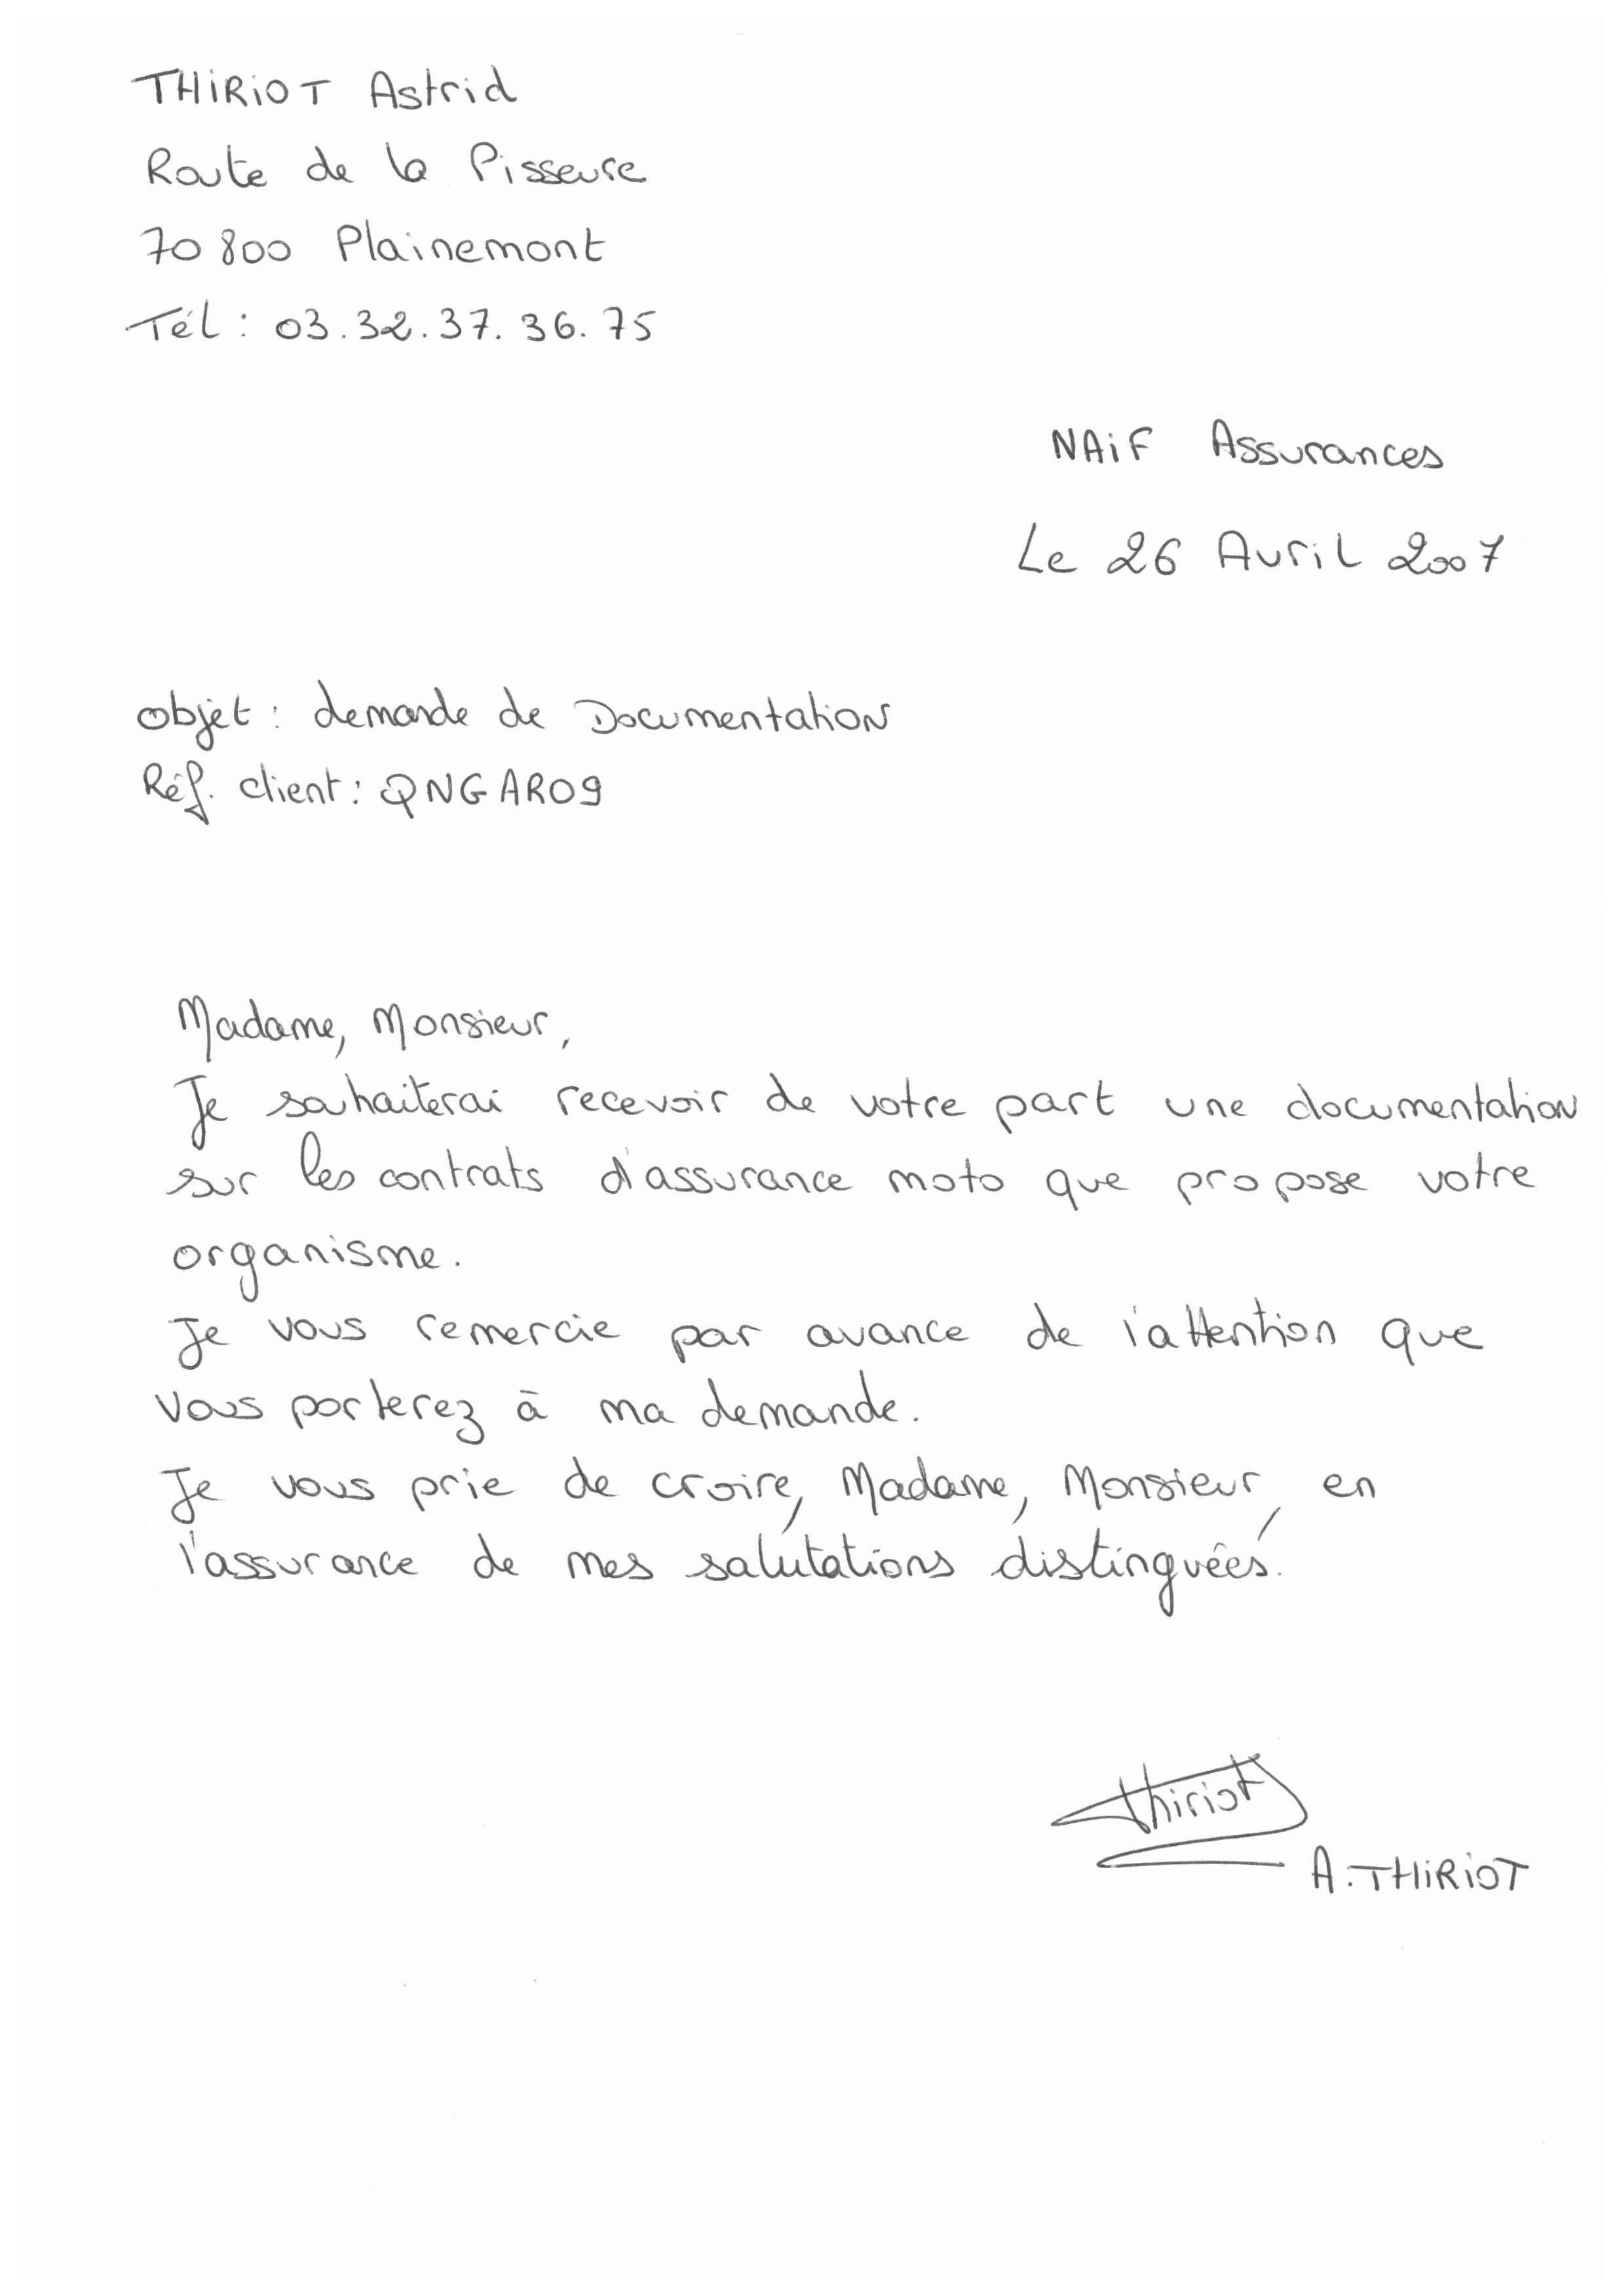 THIRIOT Astrid
Route de la Pisseure
70 800 Plainemont
Tél : 03.32.37.36.75
NAIF Assurances
Le 26 Avril 2007
objet : demande de Documentation
Réf. client : QNGAR09
Madame, Monsieur,
Je souhaiterai recevoir de votre part une documentation
sur les contrats d'assurance moto que propose votre
organisme.
Je vous remercie par avance de l'attention que
vous porterez à ma demande.
Je vous prie de croire, Madame, Monsieur, en
l'assurance de mes salutations distinguées.
thiriot
A. THIRIOT